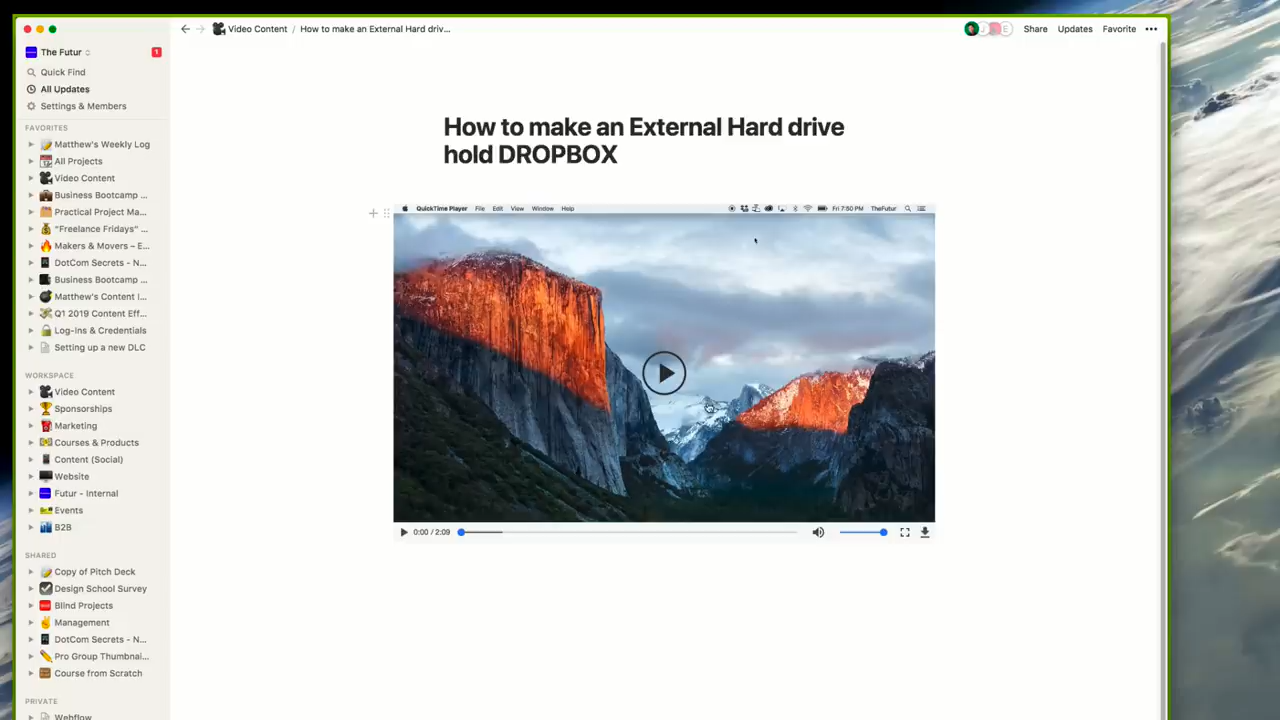 Video Content / How to make an External Hard driv...
Share Updates Favorite •••
The Futur
1
Quick Find
All Updates
Settings & Members
FAVORITES
Matthew's Weekly Log
All Projects
Video Content
Business Bootcamp ...
Practical Project Ma...
"Freelance Fridays" ...
Makers & Movers – E...
DotCom Secrets - N...
Business Bootcamp ...
Matthew's Content I...
Q1 2019 Content Eff...
Log-ins & Credentials
Setting up a new DLC
WORKSPACE
Video Content
Sponsorships
Marketing
Courses & Products
Content (Social)
Website
Futur - Internal
Events
B2B
SHARED
Copy of Pitch Deck
Design School Survey
Blind Projects
Management
DotCom Secrets - N...
Pro Group Thumbnai...
Course from Scratch
PRIVATE
Webflow
How to make an External Hard drive
hold DROPBOX
QuickTime Player File Edit View Window Help
Fri 7:50 PM TheFutur
0:00 / 2:09